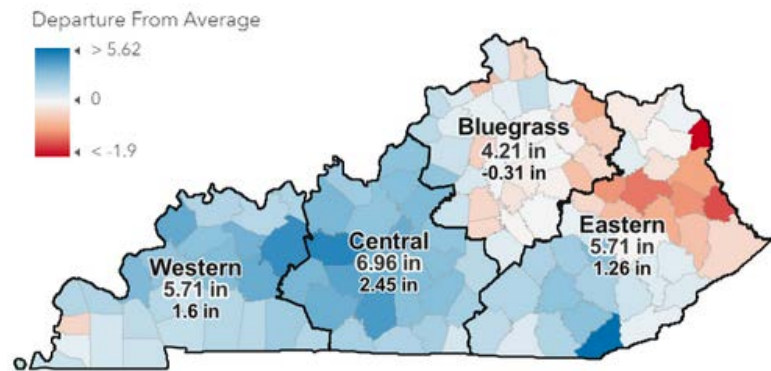 Departure From Average
> 5.62
0
< -1.9
Bluegrass
4.21 in
-0.31 in
Eastern
5.71 in
1.26 in
Central
6.96 in
2.45 in
Western
5.71 in
1.6 in